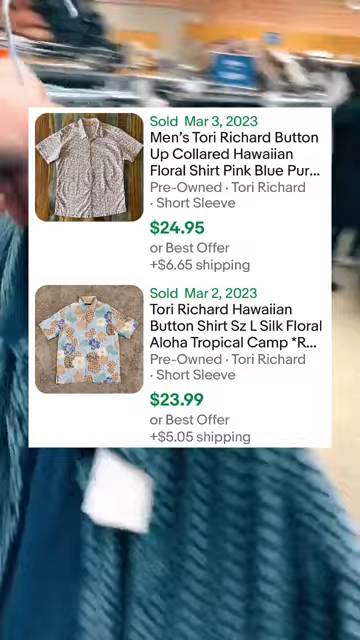 Sold Mar 3, 2023
Men's Tori Richard Button
Up Collared Hawaiian
Floral Shirt Pink Blue Pur...
Pre-Owned · Tori Richard
· Short Sleeve
$24.95
or Best Offer
+$6.65 shipping
Sold Mar 2, 2023
Tori Richard Hawaiian
Button Shirt Sz L Silk Floral
Aloha Tropical Camp *R...
Pre-Owned · Tori Richard
· Short Sleeve
$23.99
or Best Offer
+$5.05 shipping